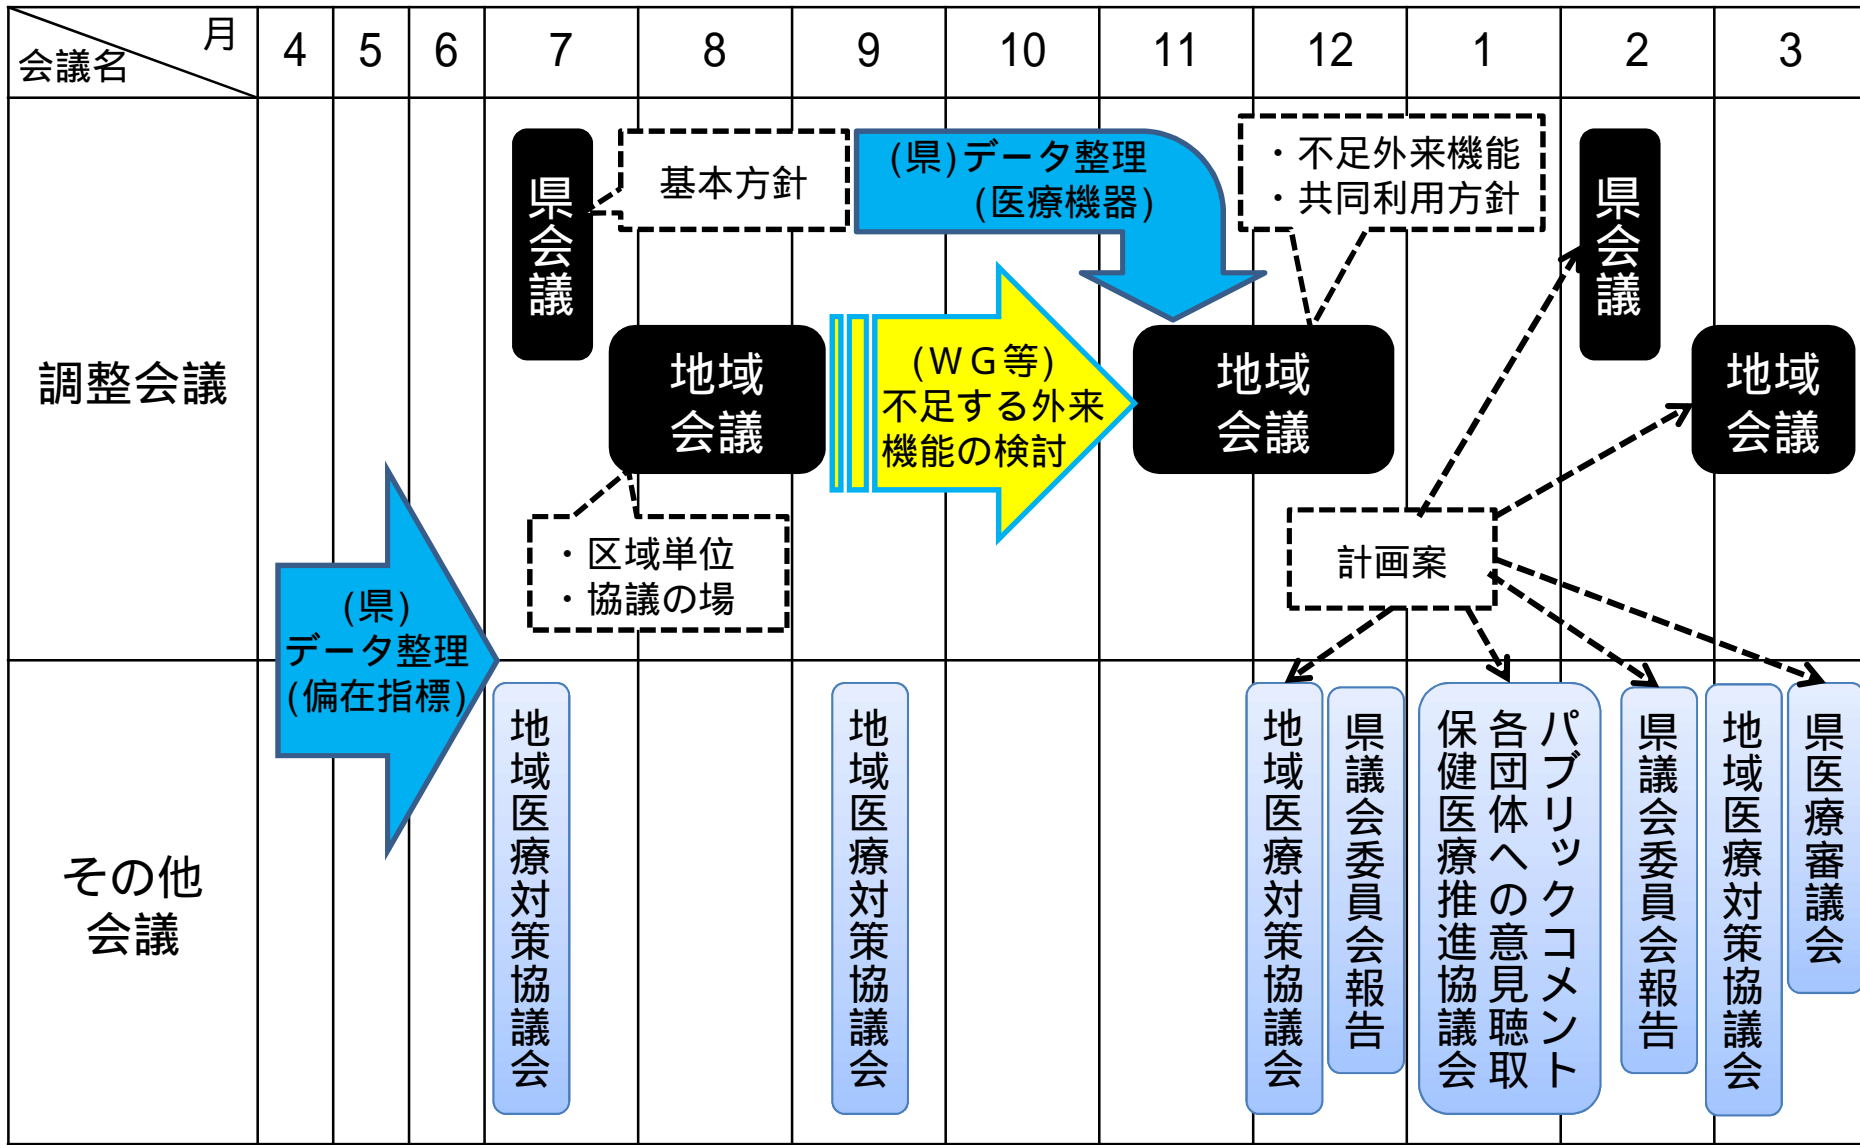 月
会議名
4
5
6
7
8
9
10
11
12
1
2
3
調整会議
県会議
基本方針
(県)データ整理
(医療機器)
・不足外来機能
・共同利用方針
県会議
地域
会議
(ＷＧ等)
不足する外来
機能の検討
地域
会議
地域
会議
・区域単位
・協議の場
計画案
(県)
データ整理
(偏在指標)
その他
会議
地域医療対策協議会
地域医療対策協議会
地域医療対策協議会
県議会委員会報告
パブリックコメント
各団体への意見聴取
保健医療推進協議会
県議会委員会報告
地域医療対策協議会
県医療審議会